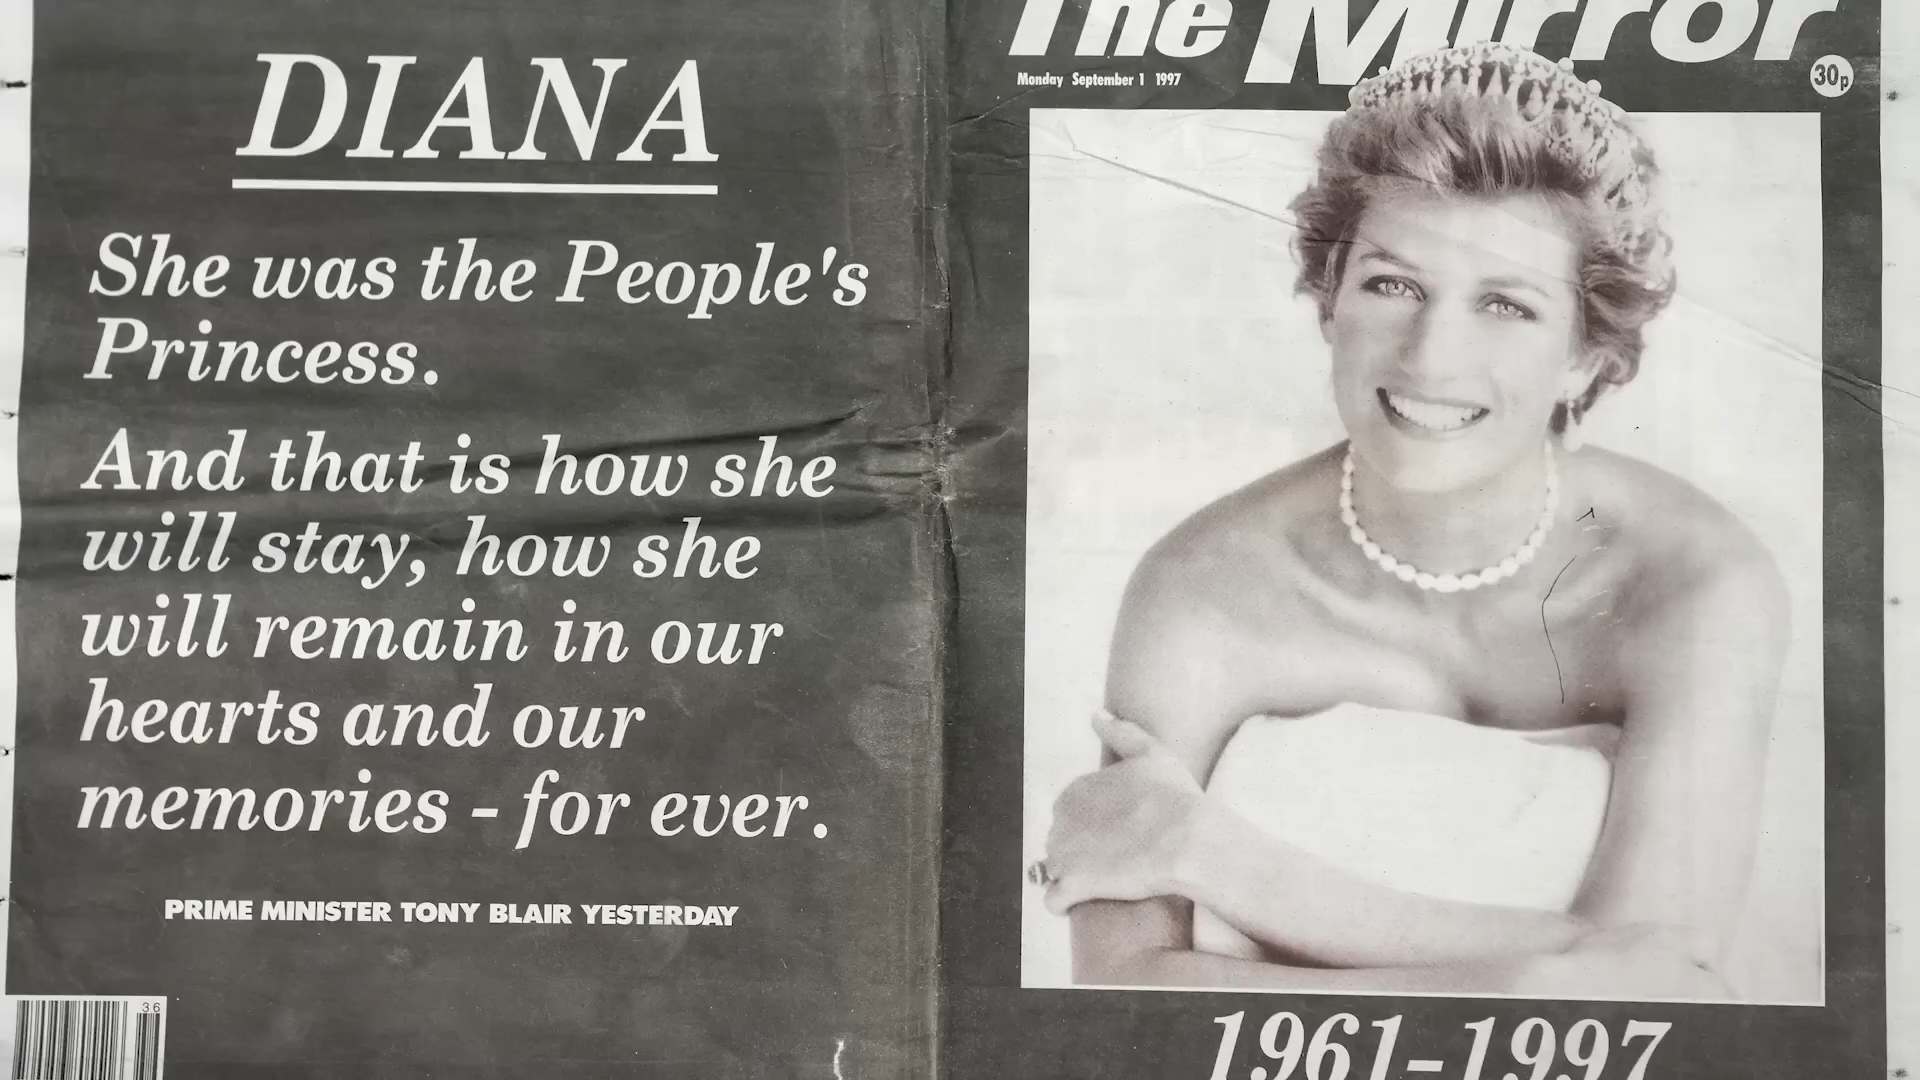 DIANA
She was the People's
Princess.
And that is how she
will stay, how she
will remain in our
hearts and our
memories - for ever.
PRIME MINISTER TONY BLAIR YESTERDAY
36
The Mirror
Monday September 1 1997
30p
1961-1997